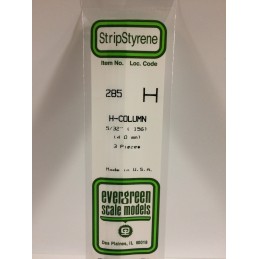 StripStyrene
Item No. Loc. Code
285 H
H-COLUMN
5/32" (.156)
(4.0 mm)
3 Pieces
Made in U.S.A.
evergreen
scale models
Des Plaines, IL 60018